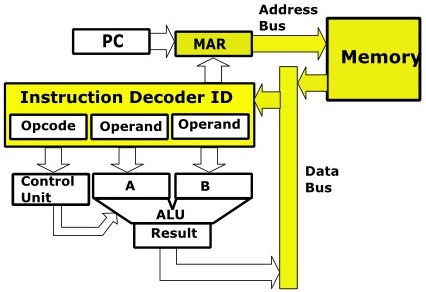 Address
Bus
PC
MAR
Memory
Instruction Decoder ID
Opcode
Operand
Operand
Control
Unit
A
B
ALU
Result
Data
Bus